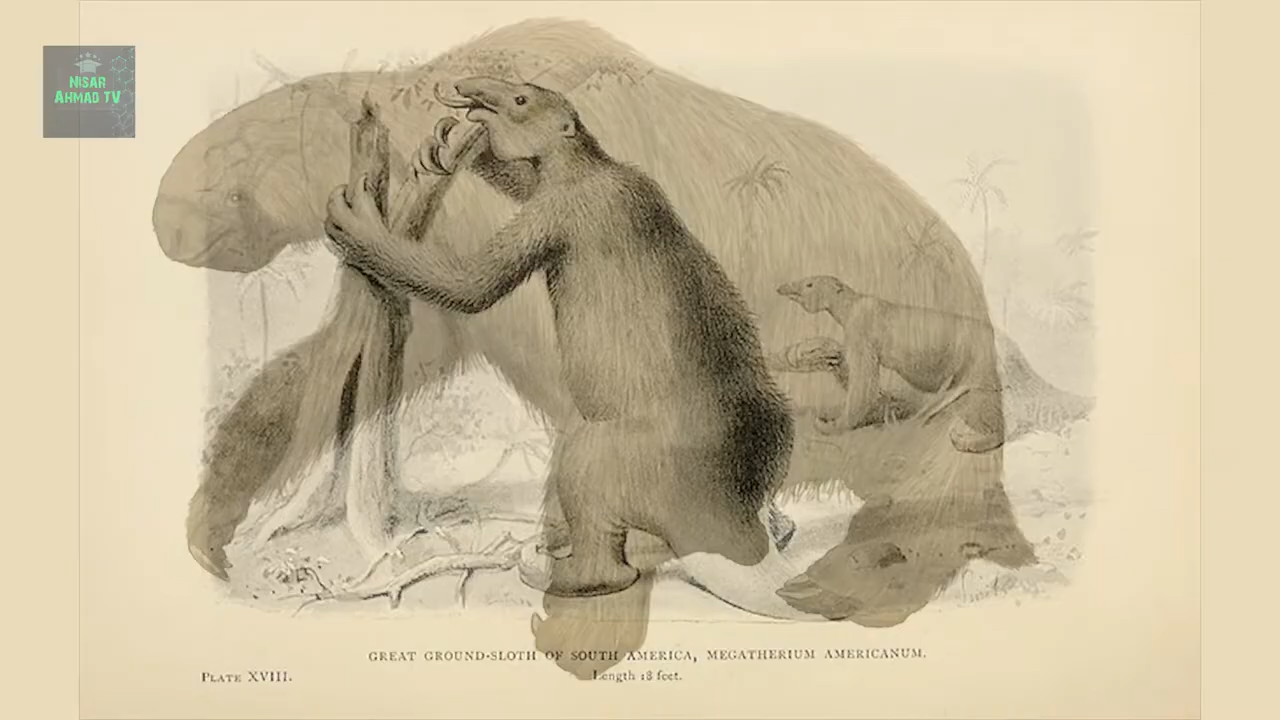 NISAR
AHMAD TV
GREAT GROUND-SLOTH OF SOUTH AMERICA, MEGATHERIUM AMERICANUM.
PLATE XVIII.
Length 18 feet.